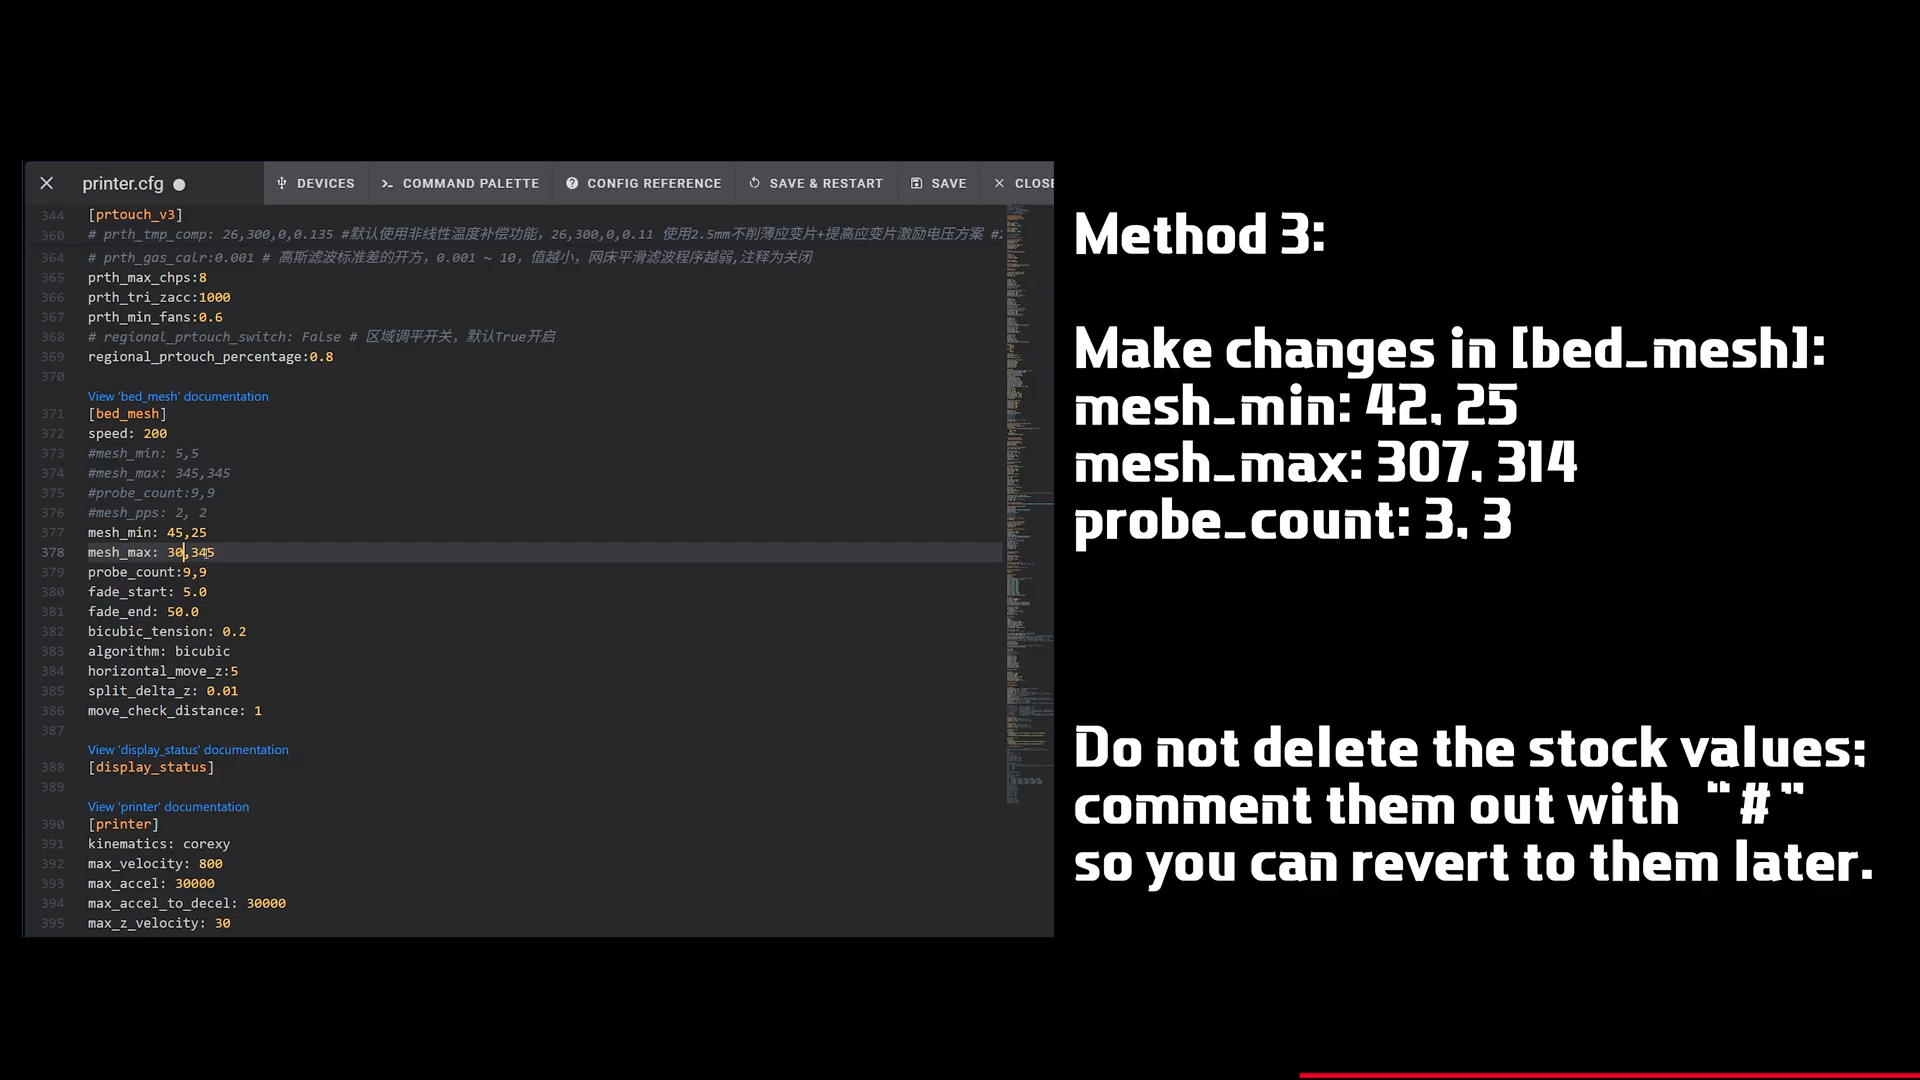 printer.cfg
DEVICES
COMMAND PALETTE
CONFIG REFERENCE
SAVE & RESTART
SAVE
CLOSE
344 [prtouch_v3]
360 # prth_tmp_comp: 26,300,0,0.135 #默认使用非线性温度补偿功能，26,300,0,0.11 使用2.5mm不削薄应变片+提高应变片激励电压方案
364 # prth_gas_calr:0.001 # 高斯滤波标准差的开方，0.001 ~ 10，值越小，网床平滑滤波程序越弱,注释为关闭
365 prth_max_chps:8
366 prth_tri_zacc:1000
367 prth_min_fans:0.6
368 # regional_prtouch_switch: False # 区域调平开关，默认True开启
369 regional_prtouch_percentage:0.8
370
View 'bed_mesh' documentation
371 [bed_mesh]
372 speed: 200
373 #mesh_min: 5,5
374 #mesh_max: 345,345
375 #probe_count:9,9
376 #mesh_pps: 2, 2
377 mesh_min: 45,25
378 mesh_max: 30,345
379 probe_count:9,9
380 fade_start: 5.0
381 fade_end: 50.0
382 bicubic_tension: 0.2
383 algorithm: bicubic
384 horizontal_move_z:5
385 split_delta_z: 0.01
386 move_check_distance: 1
387
View 'display_status' documentation
388 [display_status]
389
View 'printer' documentation
390 [printer]
391 kinematics: corexy
392 max_velocity: 800
393 max_accel: 30000
394 max_accel_to_decel: 30000
395 max_z_velocity: 30
Method 3:
Make changes in [bed_mesh]:
mesh_min: 42, 25
mesh_max: 307, 314
probe_count: 3, 3
Do not delete the stock values;
comment them out with "#"
so you can revert to them later.